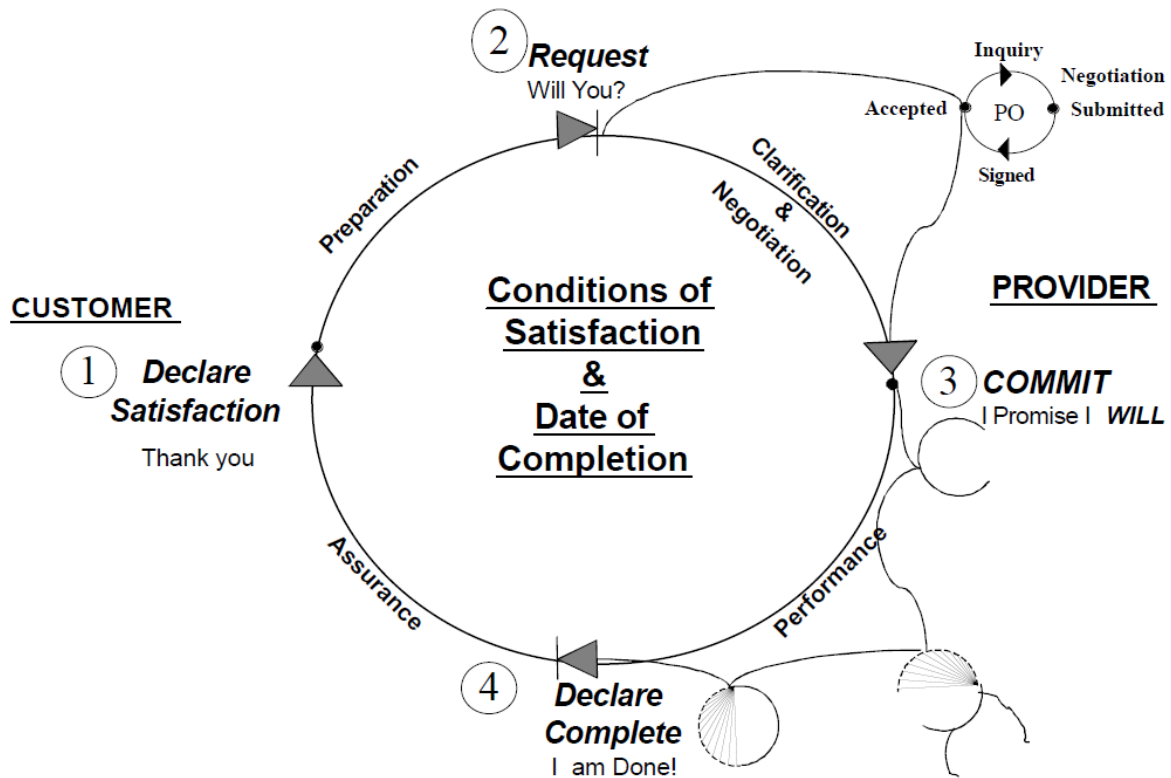 2
Request
Will You?
Inquiry
Negotiation
Accepted
PO
Submitted
Signed
Preparation
Clarification
&
Negotiation
Conditions of
Satisfaction
&
Date of
Completion
CUSTOMER
PROVIDER
1
Declare
Satisfaction
Thank you
3
COMMIT
I Promise I WILL
Assurance
Performance
4
Declare
Complete
I am Done!